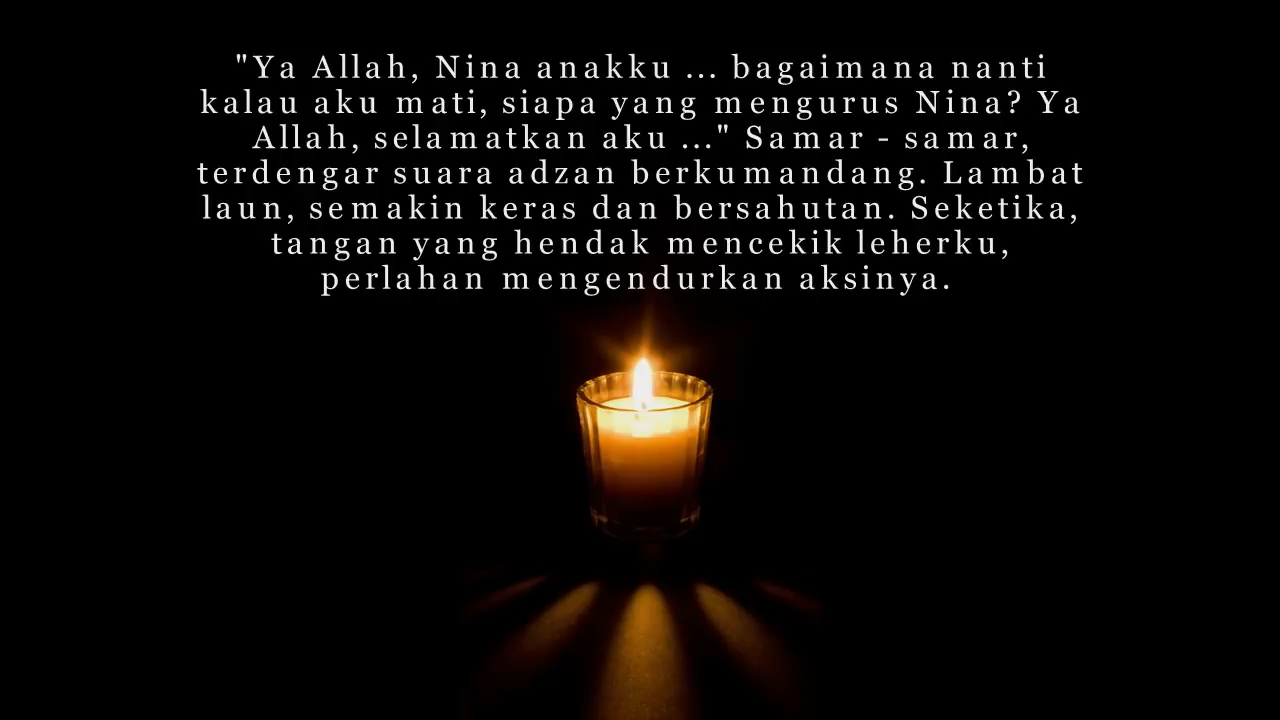 "Ya Allah, Nina anakku ... bagaimana nanti
kalau aku mati, siapa yang mengurus Nina? Ya
Allah, selamatkan aku ..." Samar - samar,
terdengar suara adzan berkumandang. Lambat
laun, semakin keras dan bersahutan. Seketika,
tangan yang hendak mencekik leherku,
perlahan mengendurkan aksinya.